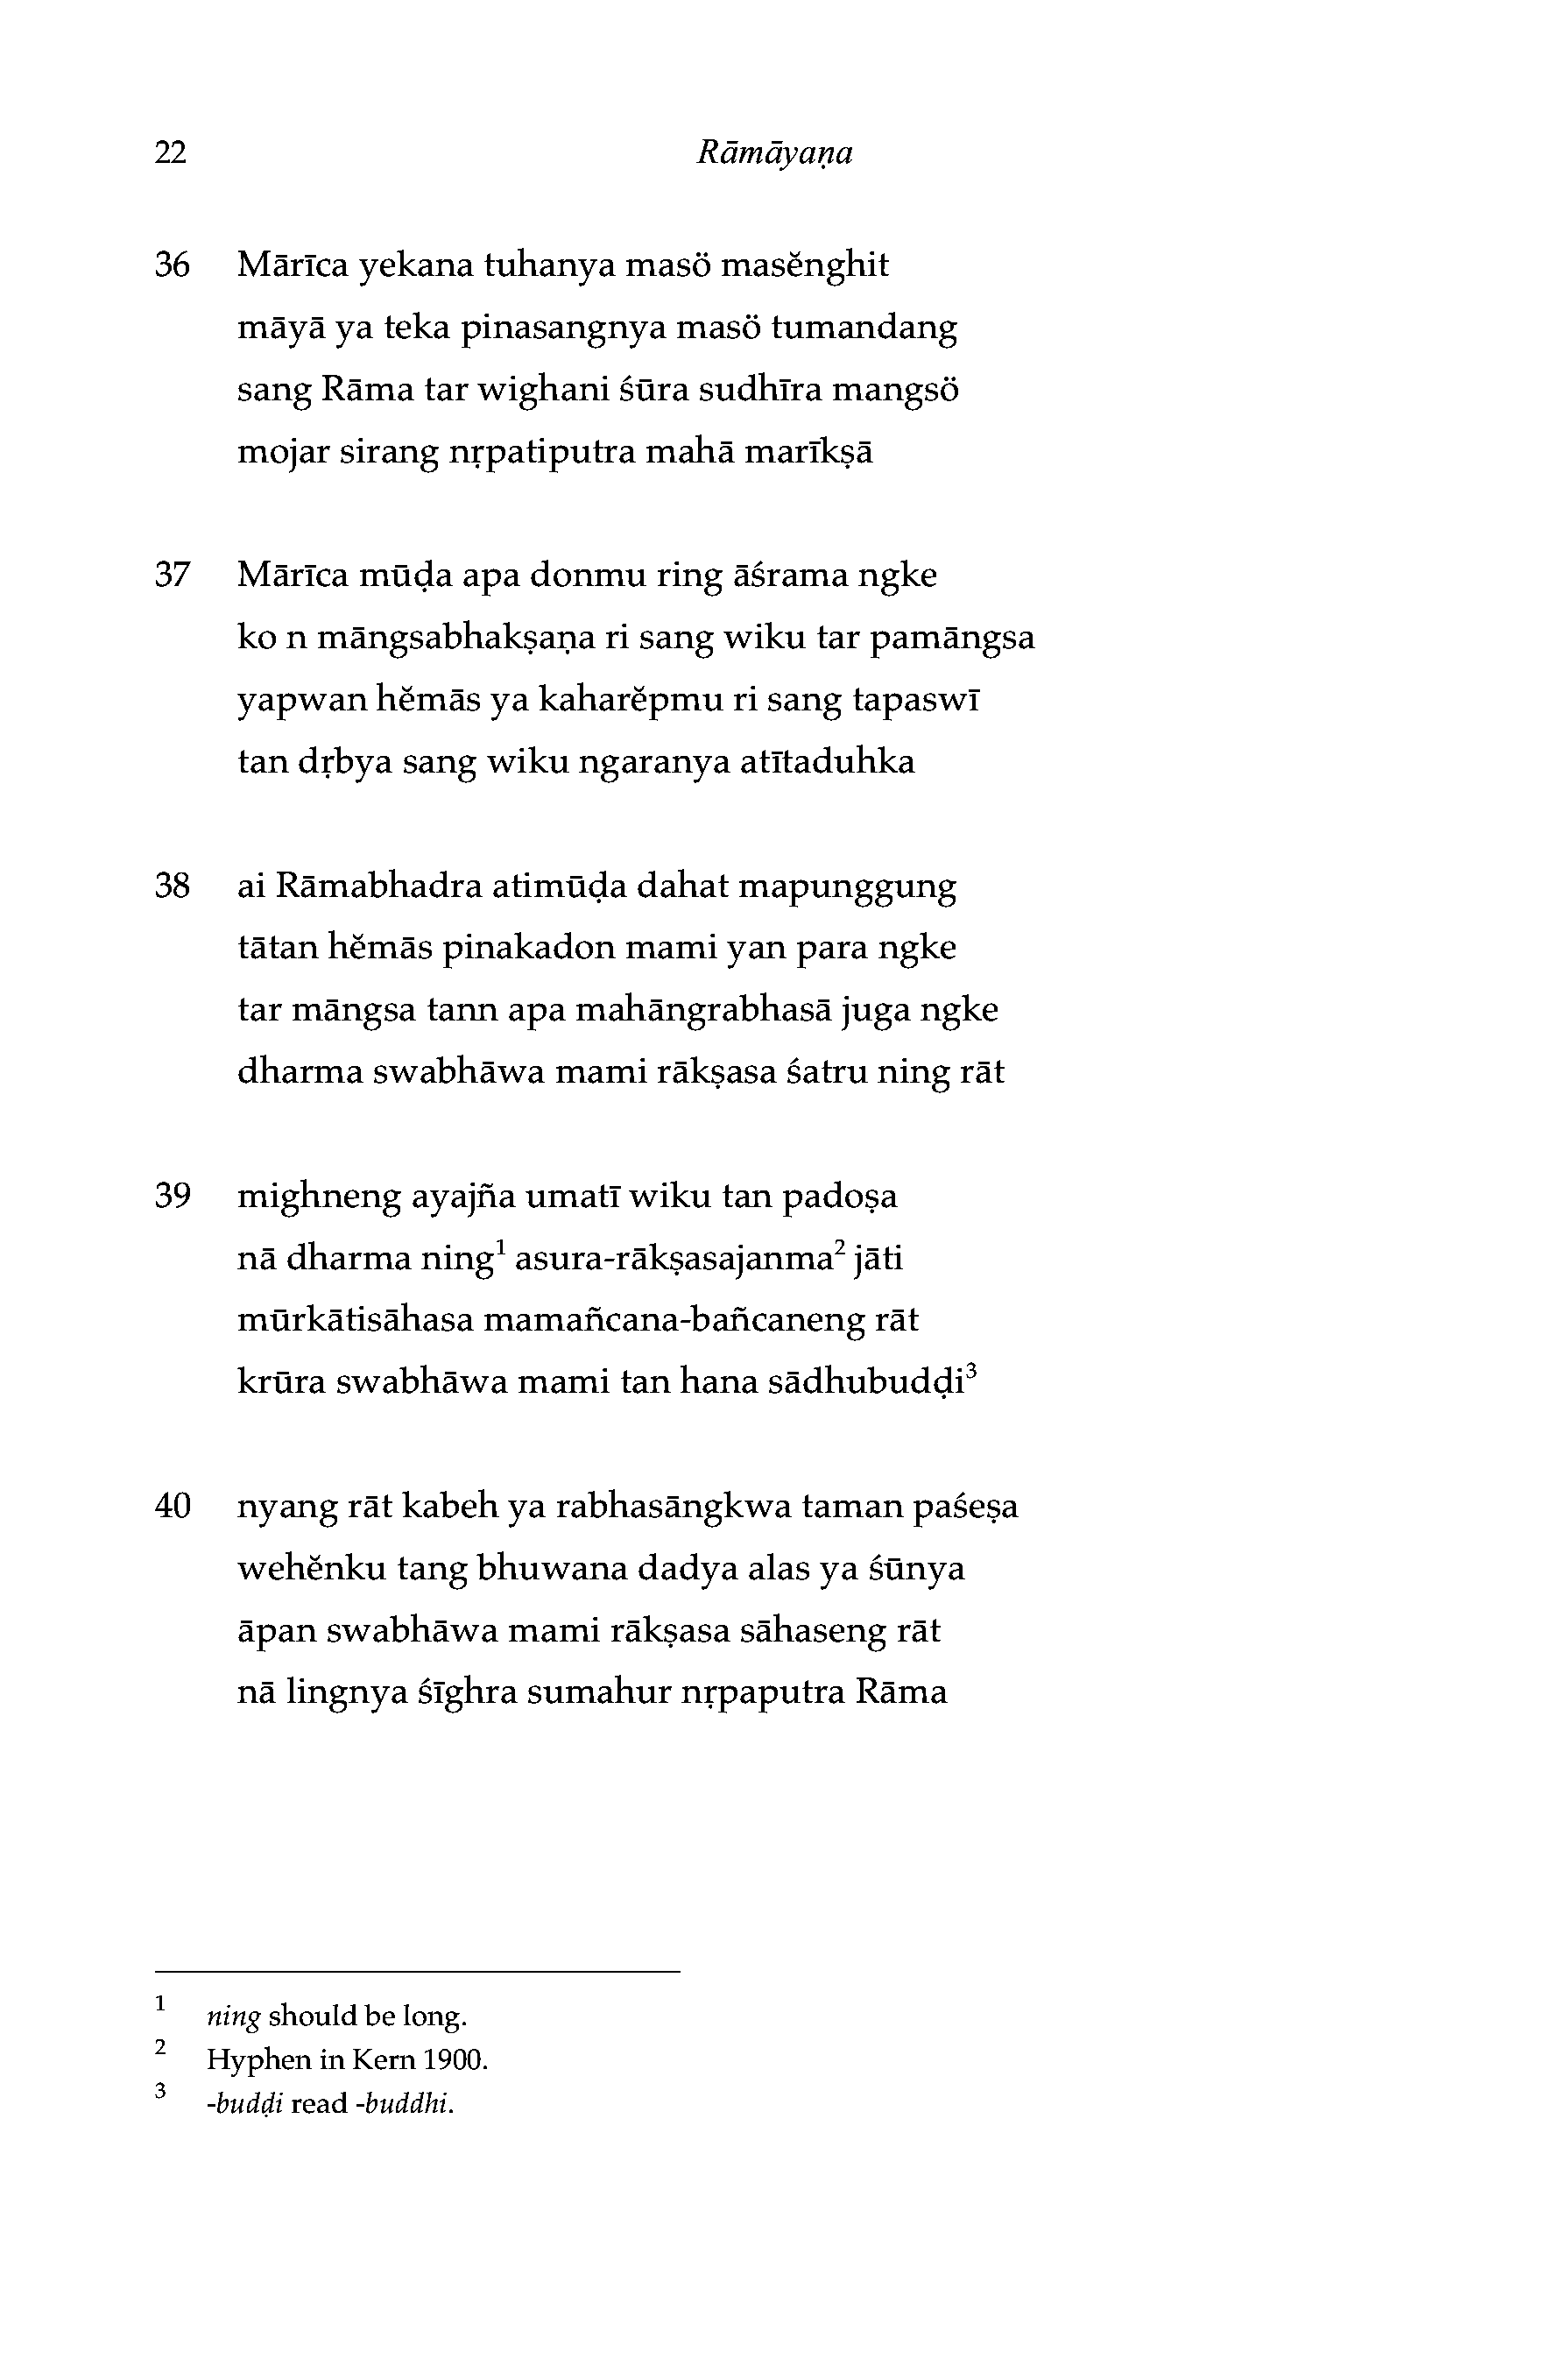 22 Rāmāyaṇa
36 Mārīca yekana tuhanya masö masĕnghit
māyā ya teka pinasangnya masö tumandang
sang Rāma tar wighani śūra sudhīra mangsö
mojar sirang nṛpatiputra mahā marīkṣā
37 Mārīca mūḍa apa donmu ring āśrama ngke
ko n māngsabhakṣaṇa ri sang wiku tar pamāngsa
yapwan hĕmās ya kaharĕpmu ri sang tapaswī
tan dṛbya sang wiku ngaranya atītaduhka
38 ai Rāmabhadra atimūḍa dahat mapunggung
tātan hĕmās pinakadon mami yan para ngke
tar māngsa tann apa mahāngrabhasā juga ngke
dharma swabhāwa mami rākṣasa śatru ning rāt
39 mighneng ayajña umatī wiku tan padoṣa
nā dharma ning¹ asura-rākṣasajanma² jāti
mūrkātisāhasa mamañcana-bañcaneng rāt
krūra swabhāwa mami tan hana sādhubudḍi³
40 nyang rāt kabeh ya rabhasāngkwa taman paśeṣa
wehĕnku tang bhuwana dadya alas ya śūnya
āpan swabhāwa mami rākṣasa sāhaseng rāt
nā lingnya śīghra sumahur nṛpaputra Rāma
1 ning should be long.
2 Hyphen in Kern 1900.
3 -budḍi read -buddhi.